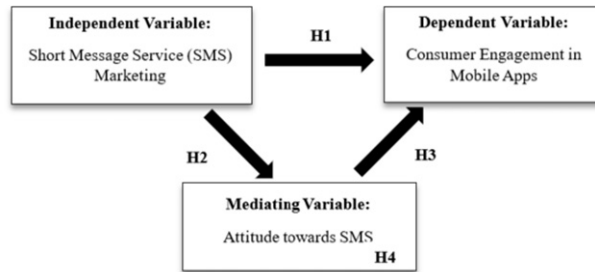 Independent Variable:
Short Message Service (SMS)
Marketing
H1
Dependent Variable:
Consumer Engagement in
Mobile Apps
H2
H3
Mediating Variable:
Attitude towards SMS
H4